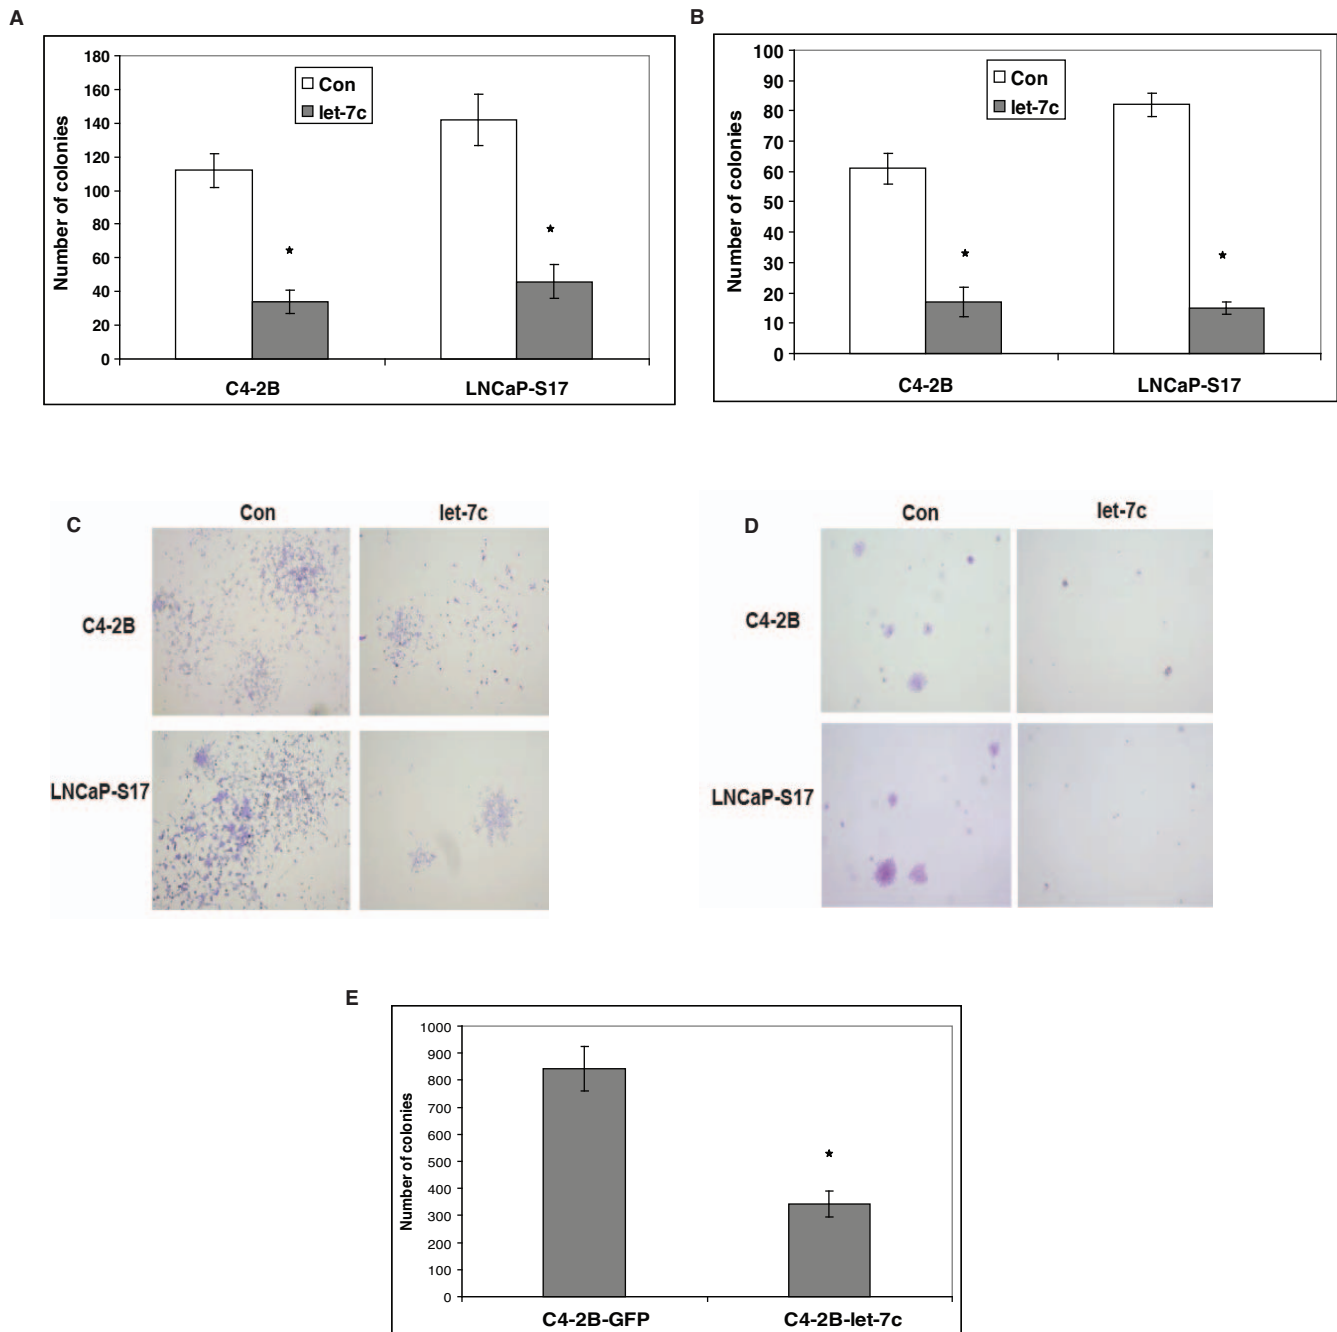 A
180
160
140
120
100
80
60
40
20
0
Number of colonies
Con
let-7c
C4-2B
LNCaP-S17
B
100
90
80
70
60
50
40
30
20
10
0
Number of colonies
Con
let-7c
C4-2B
LNCaP-S17
C
Con
let-7c
C4-2B
LNCaP-S17
D
Con
let-7c
C4-2B
LNCaP-S17
E
1000
900
800
700
600
500
400
300
200
100
0
Number of colonies
C4-2B-GFP
C4-2B-let-7c